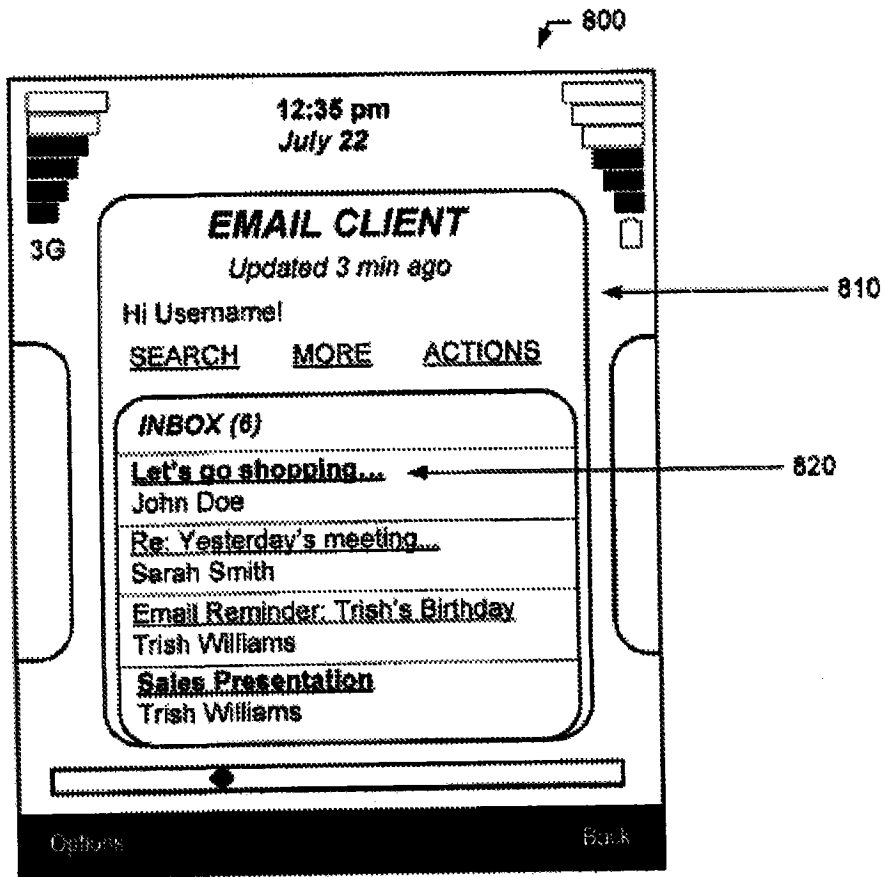 800
12:35 pm
July 22
3G
EMAIL CLIENT
Updated 3 min ago
810
Hi Username!
SEARCH MORE ACTIONS
INBOX (6)
Let's go shopping...
820
John Doe
Re: Yesterday's meeting...
Sarah Smith
Email Reminder: Trish's Birthday
Trish Williams
Sales Presentation
Trish Williams
Options Back